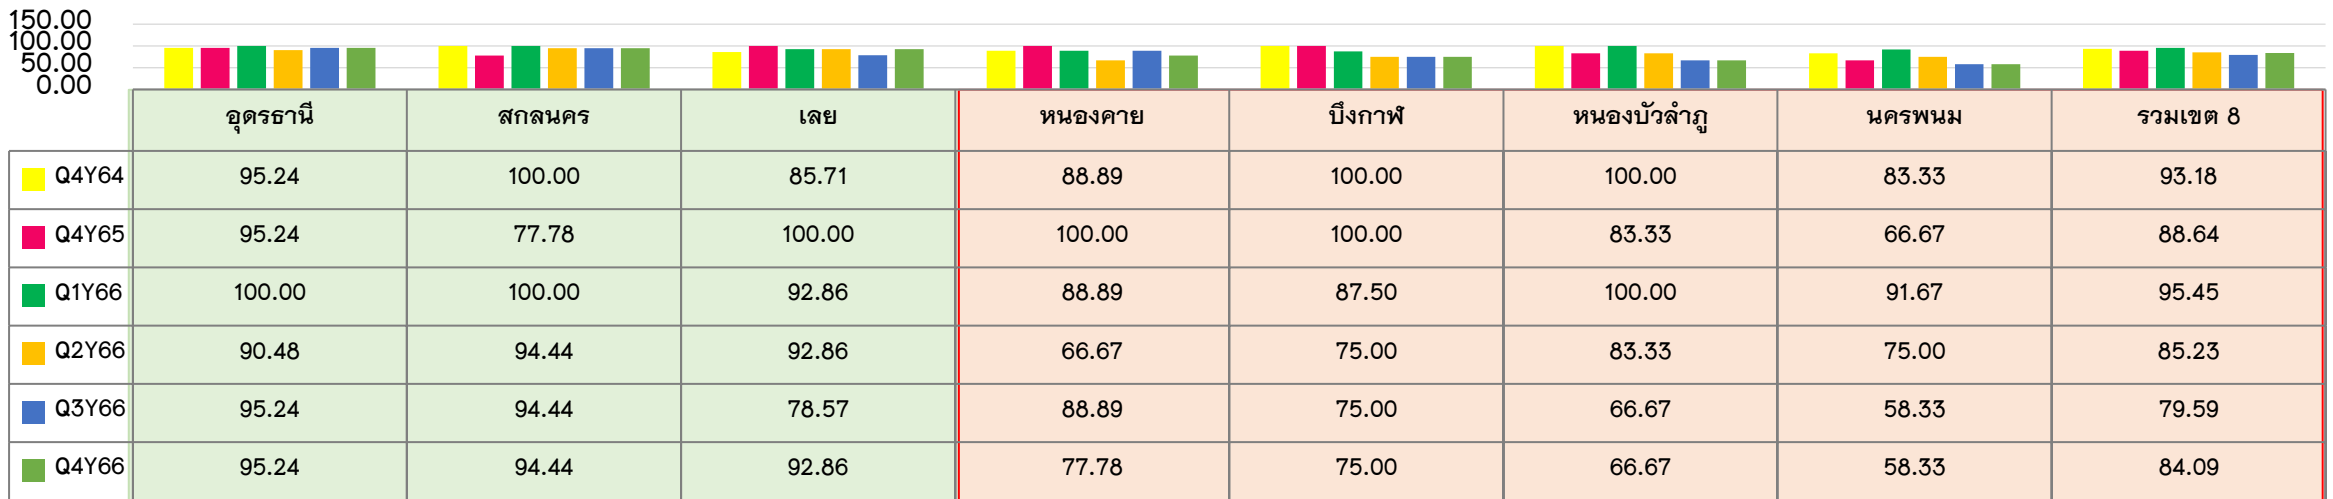 150.00
100.00
50.00
0.00
อุดรธานี สกลนคร เลย หนองคาย บึงกาฬ หนองบัวลำภู นครพนม รวมเขต 8
Q4Y64 95.24 100.00 85.71 88.89 100.00 100.00 83.33 93.18
Q4Y65 95.24 77.78 100.00 100.00 100.00 83.33 66.67 88.64
Q1Y66 100.00 100.00 92.86 88.89 87.50 100.00 91.67 95.45
Q2Y66 90.48 94.44 92.86 66.67 75.00 83.33 75.00 85.23
Q3Y66 95.24 94.44 78.57 88.89 75.00 66.67 58.33 79.59
Q4Y66 95.24 94.44 92.86 77.78 75.00 66.67 58.33 84.09